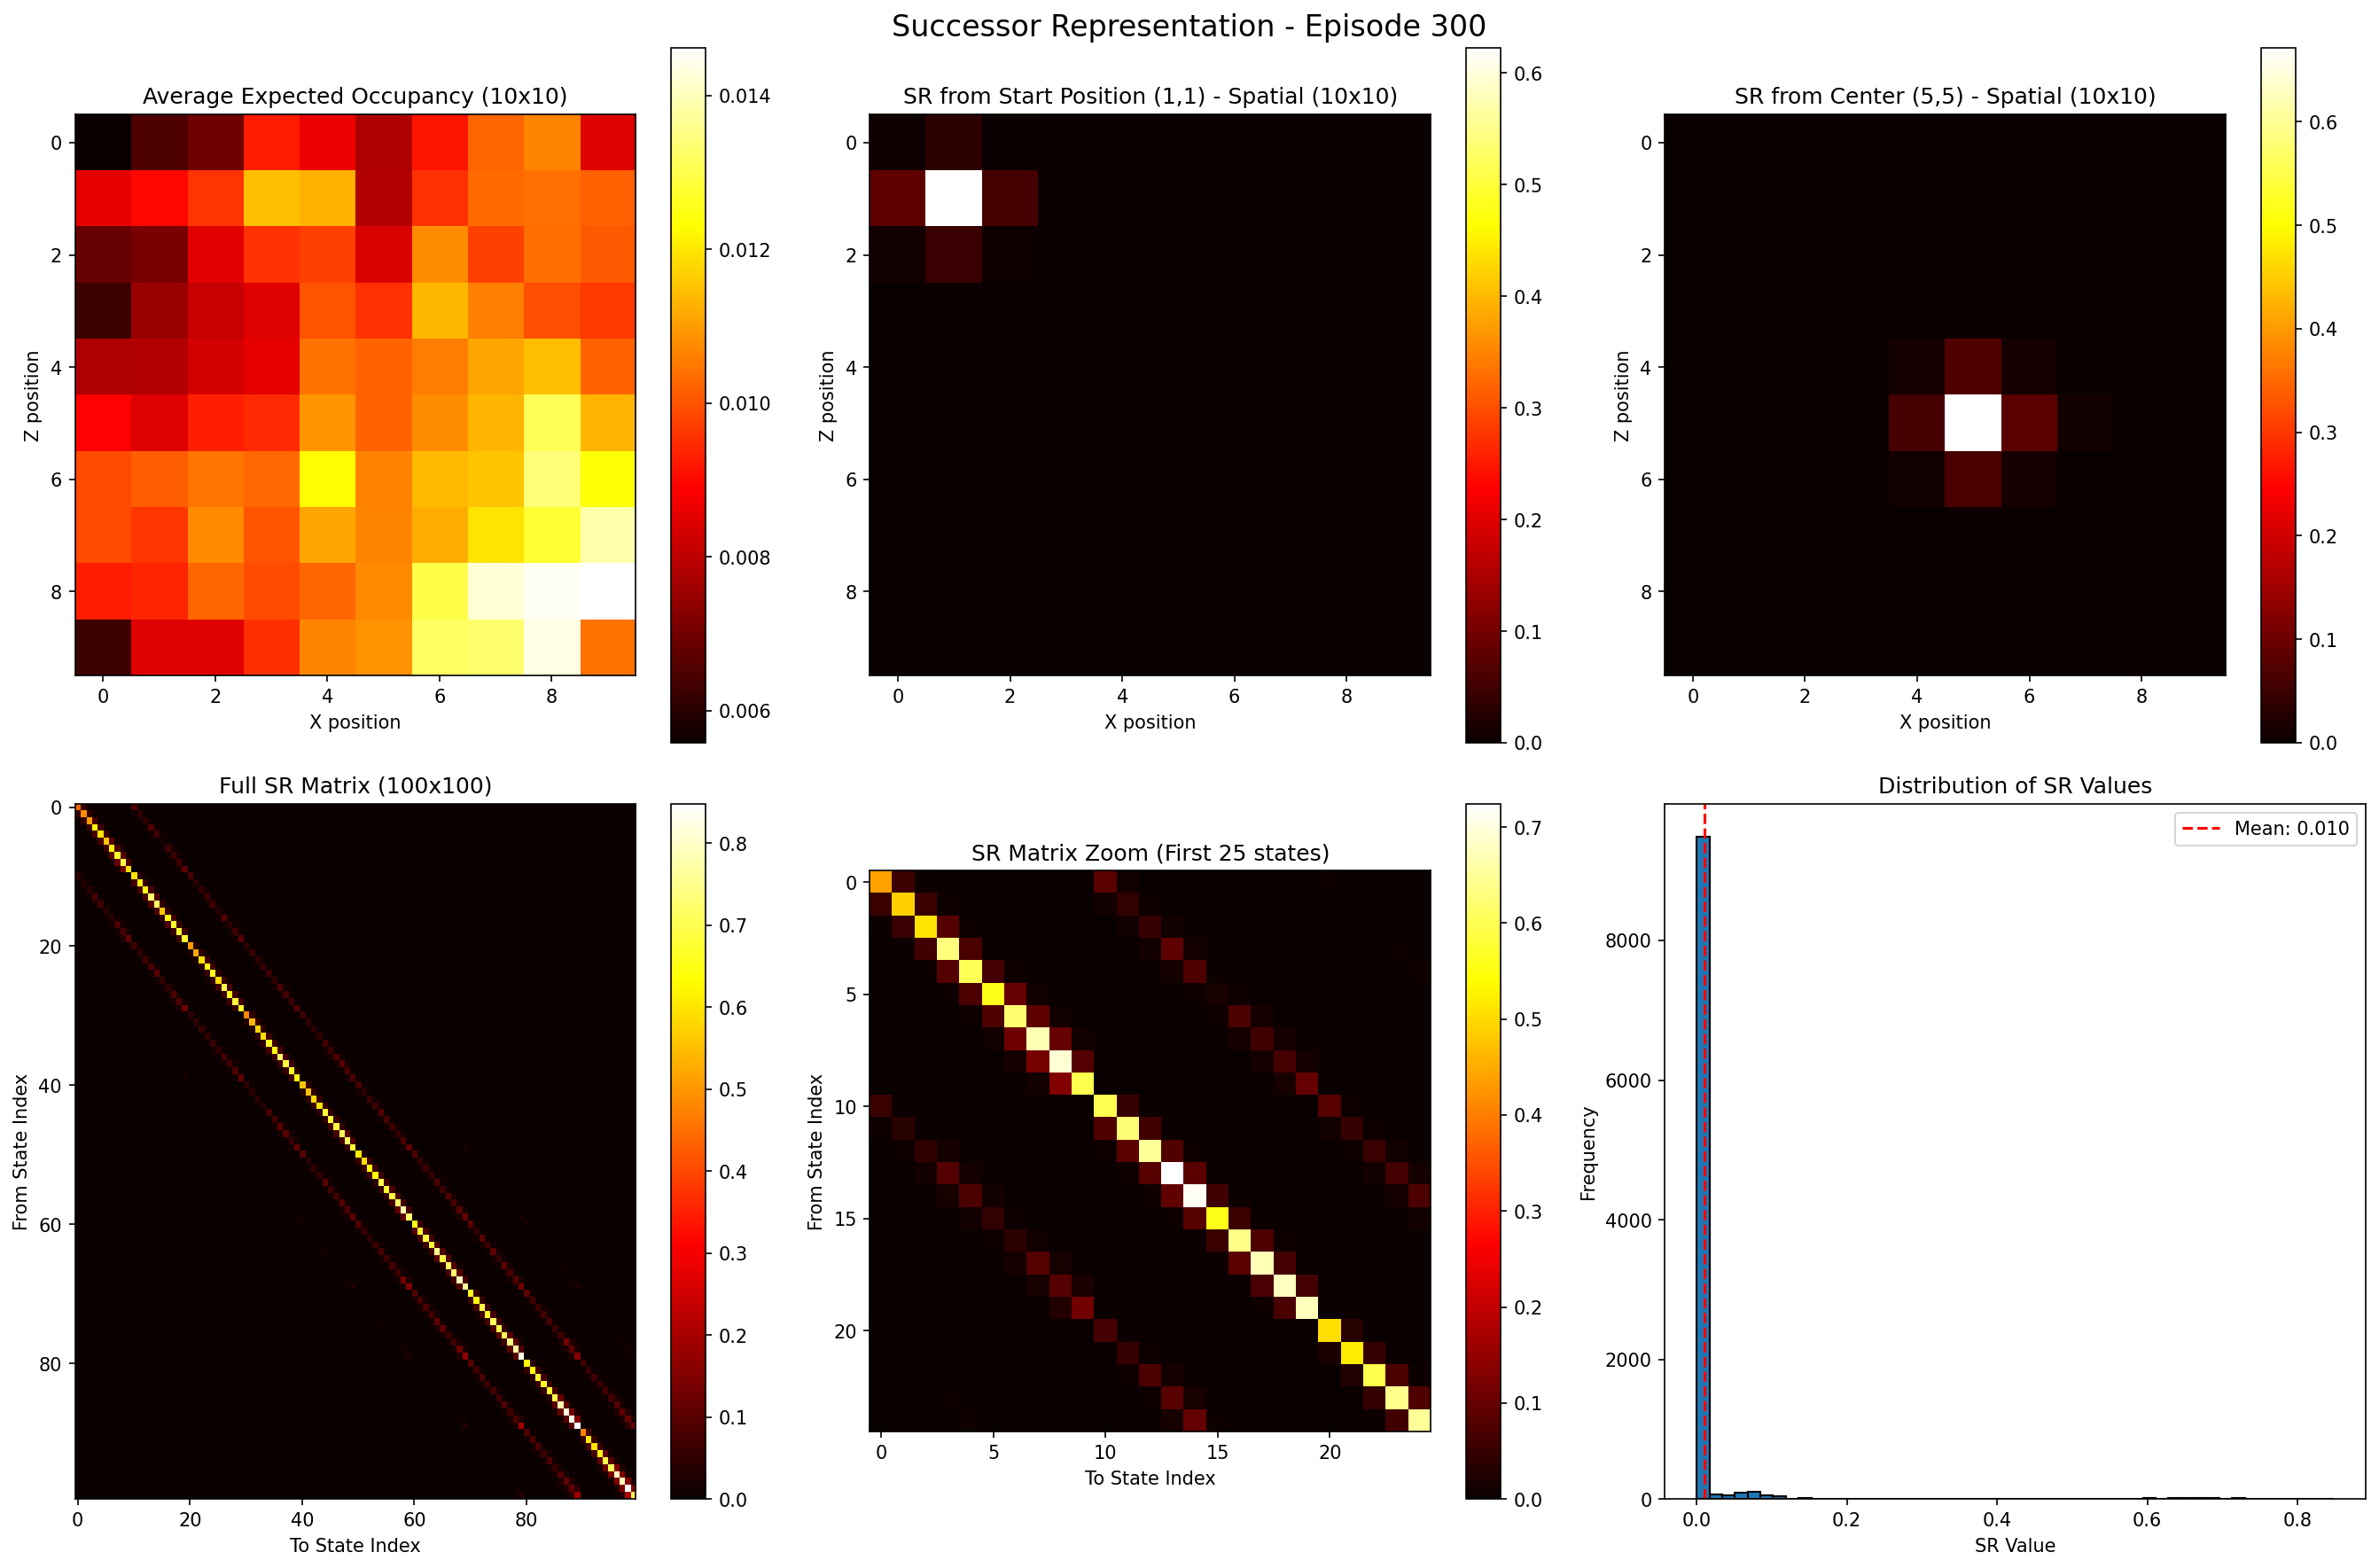 Successor Representation - Episode 300
Average Expected Occupancy (10x10)
Z position
0
2
4
6
8
0 2 4 6 8
X position
0.014
0.012
0.010
0.008
0.006
SR from Start Position (1,1) - Spatial (10x10)
Z position
0
2
4
6
8
0 2 4 6 8
X position
0.6
0.5
0.4
0.3
0.2
0.1
0.0
SR from Center (5,5) - Spatial (10x10)
Z position
0
2
4
6
8
0 2 4 6 8
X position
0.6
0.5
0.4
0.3
0.2
0.1
0.0
Full SR Matrix (100x100)
From State Index
0
20
40
60
80
0 20 40 60 80
To State Index
0.8
0.7
0.6
0.5
0.4
0.3
0.2
0.1
0.0
SR Matrix Zoom (First 25 states)
From State Index
0
5
10
15
20
0 5 10 15 20
To State Index
0.7
0.6
0.5
0.4
0.3
0.2
0.1
0.0
Distribution of SR Values
Mean: 0.010
Frequency
8000
6000
4000
2000
0
0.0 0.2 0.4 0.6 0.8
SR Value